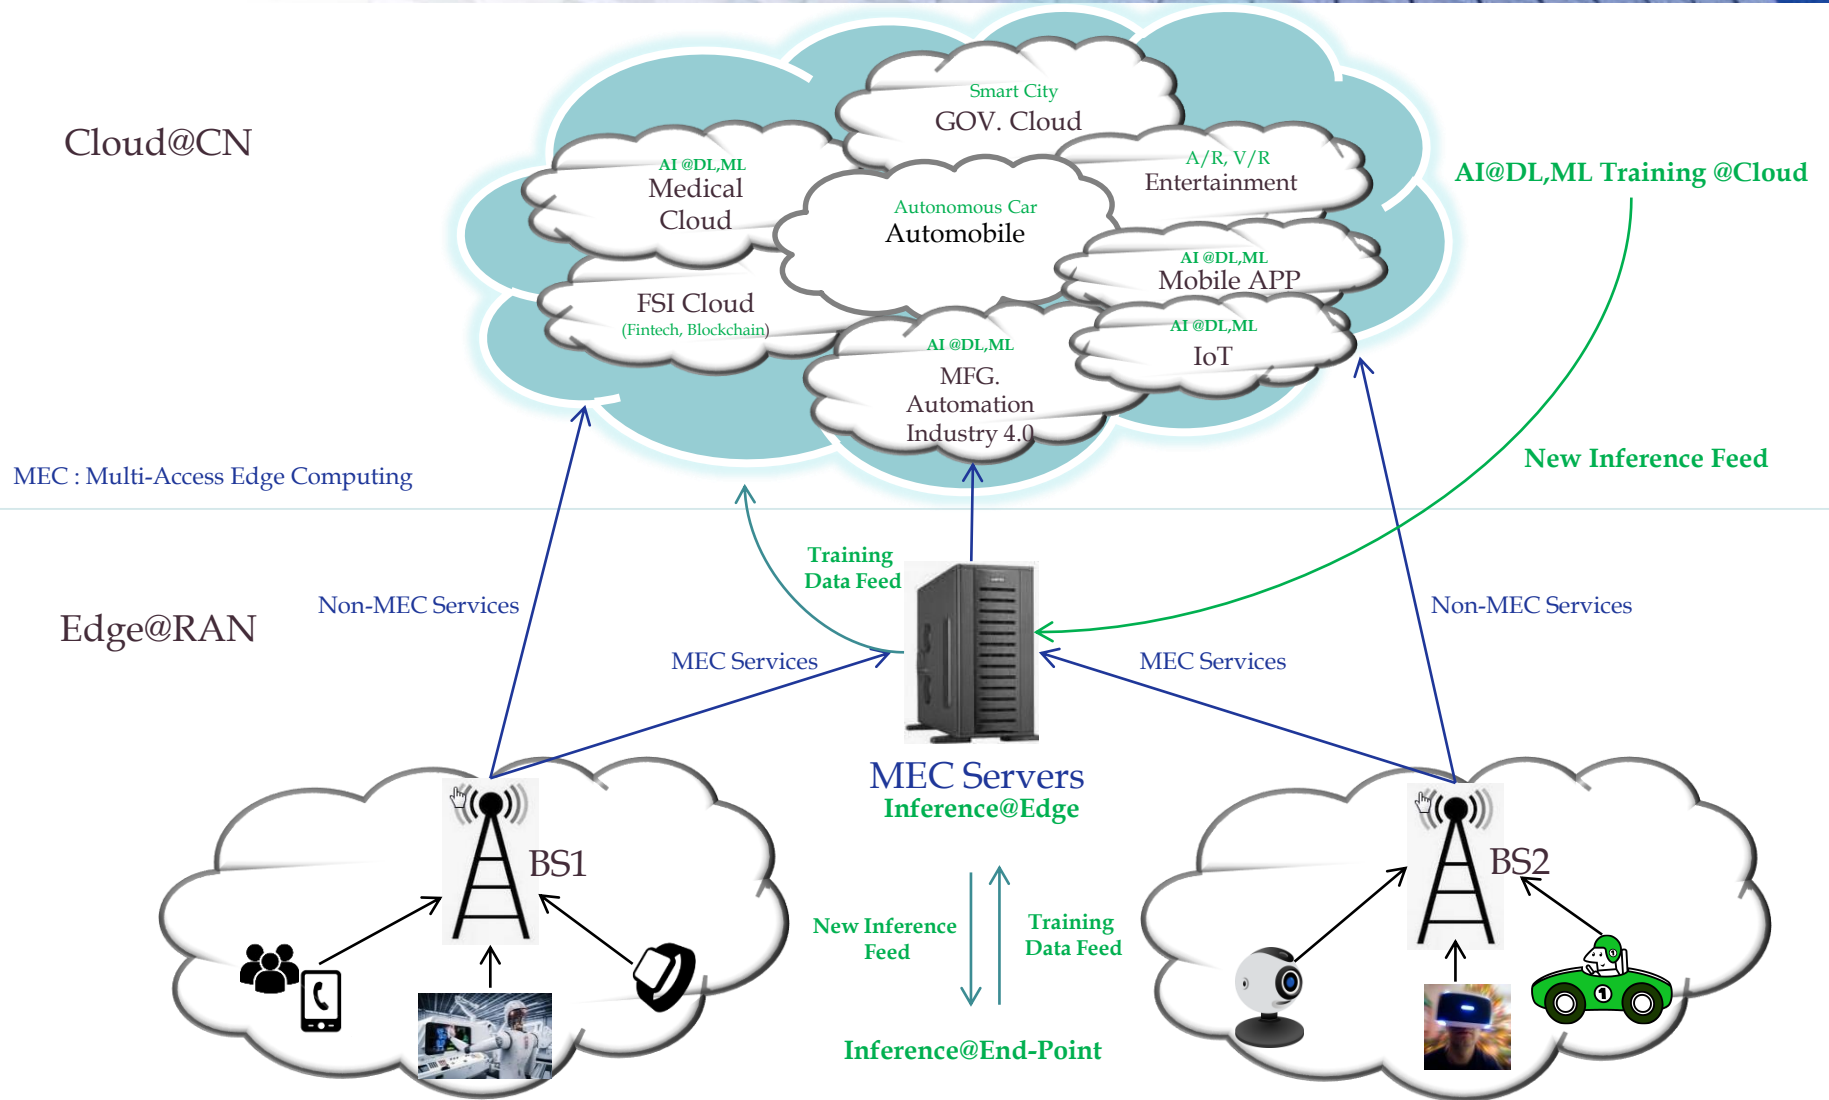 Cloud@CN
Smart City
GOV. Cloud
AI @DL,ML
Medical
Cloud
A/R, V/R
Entertainment
Autonomous Car
Automobile
AI @DL,ML
Mobile APP
FSI Cloud
(Fintech, Blockchain)
AI @DL,ML
IoT
AI @DL,ML
MFG.
Automation
Industry 4.0
AI@DL,ML Training @Cloud
New Inference Feed
MEC : Multi-Access Edge Computing
Edge@RAN
Training
Data Feed
Non-MEC Services
Non-MEC Services
MEC Services
MEC Services
MEC Servers
Inference@Edge
BS1
BS2
New Inference
Feed
Training
Data Feed
Inference@End-Point
1
1